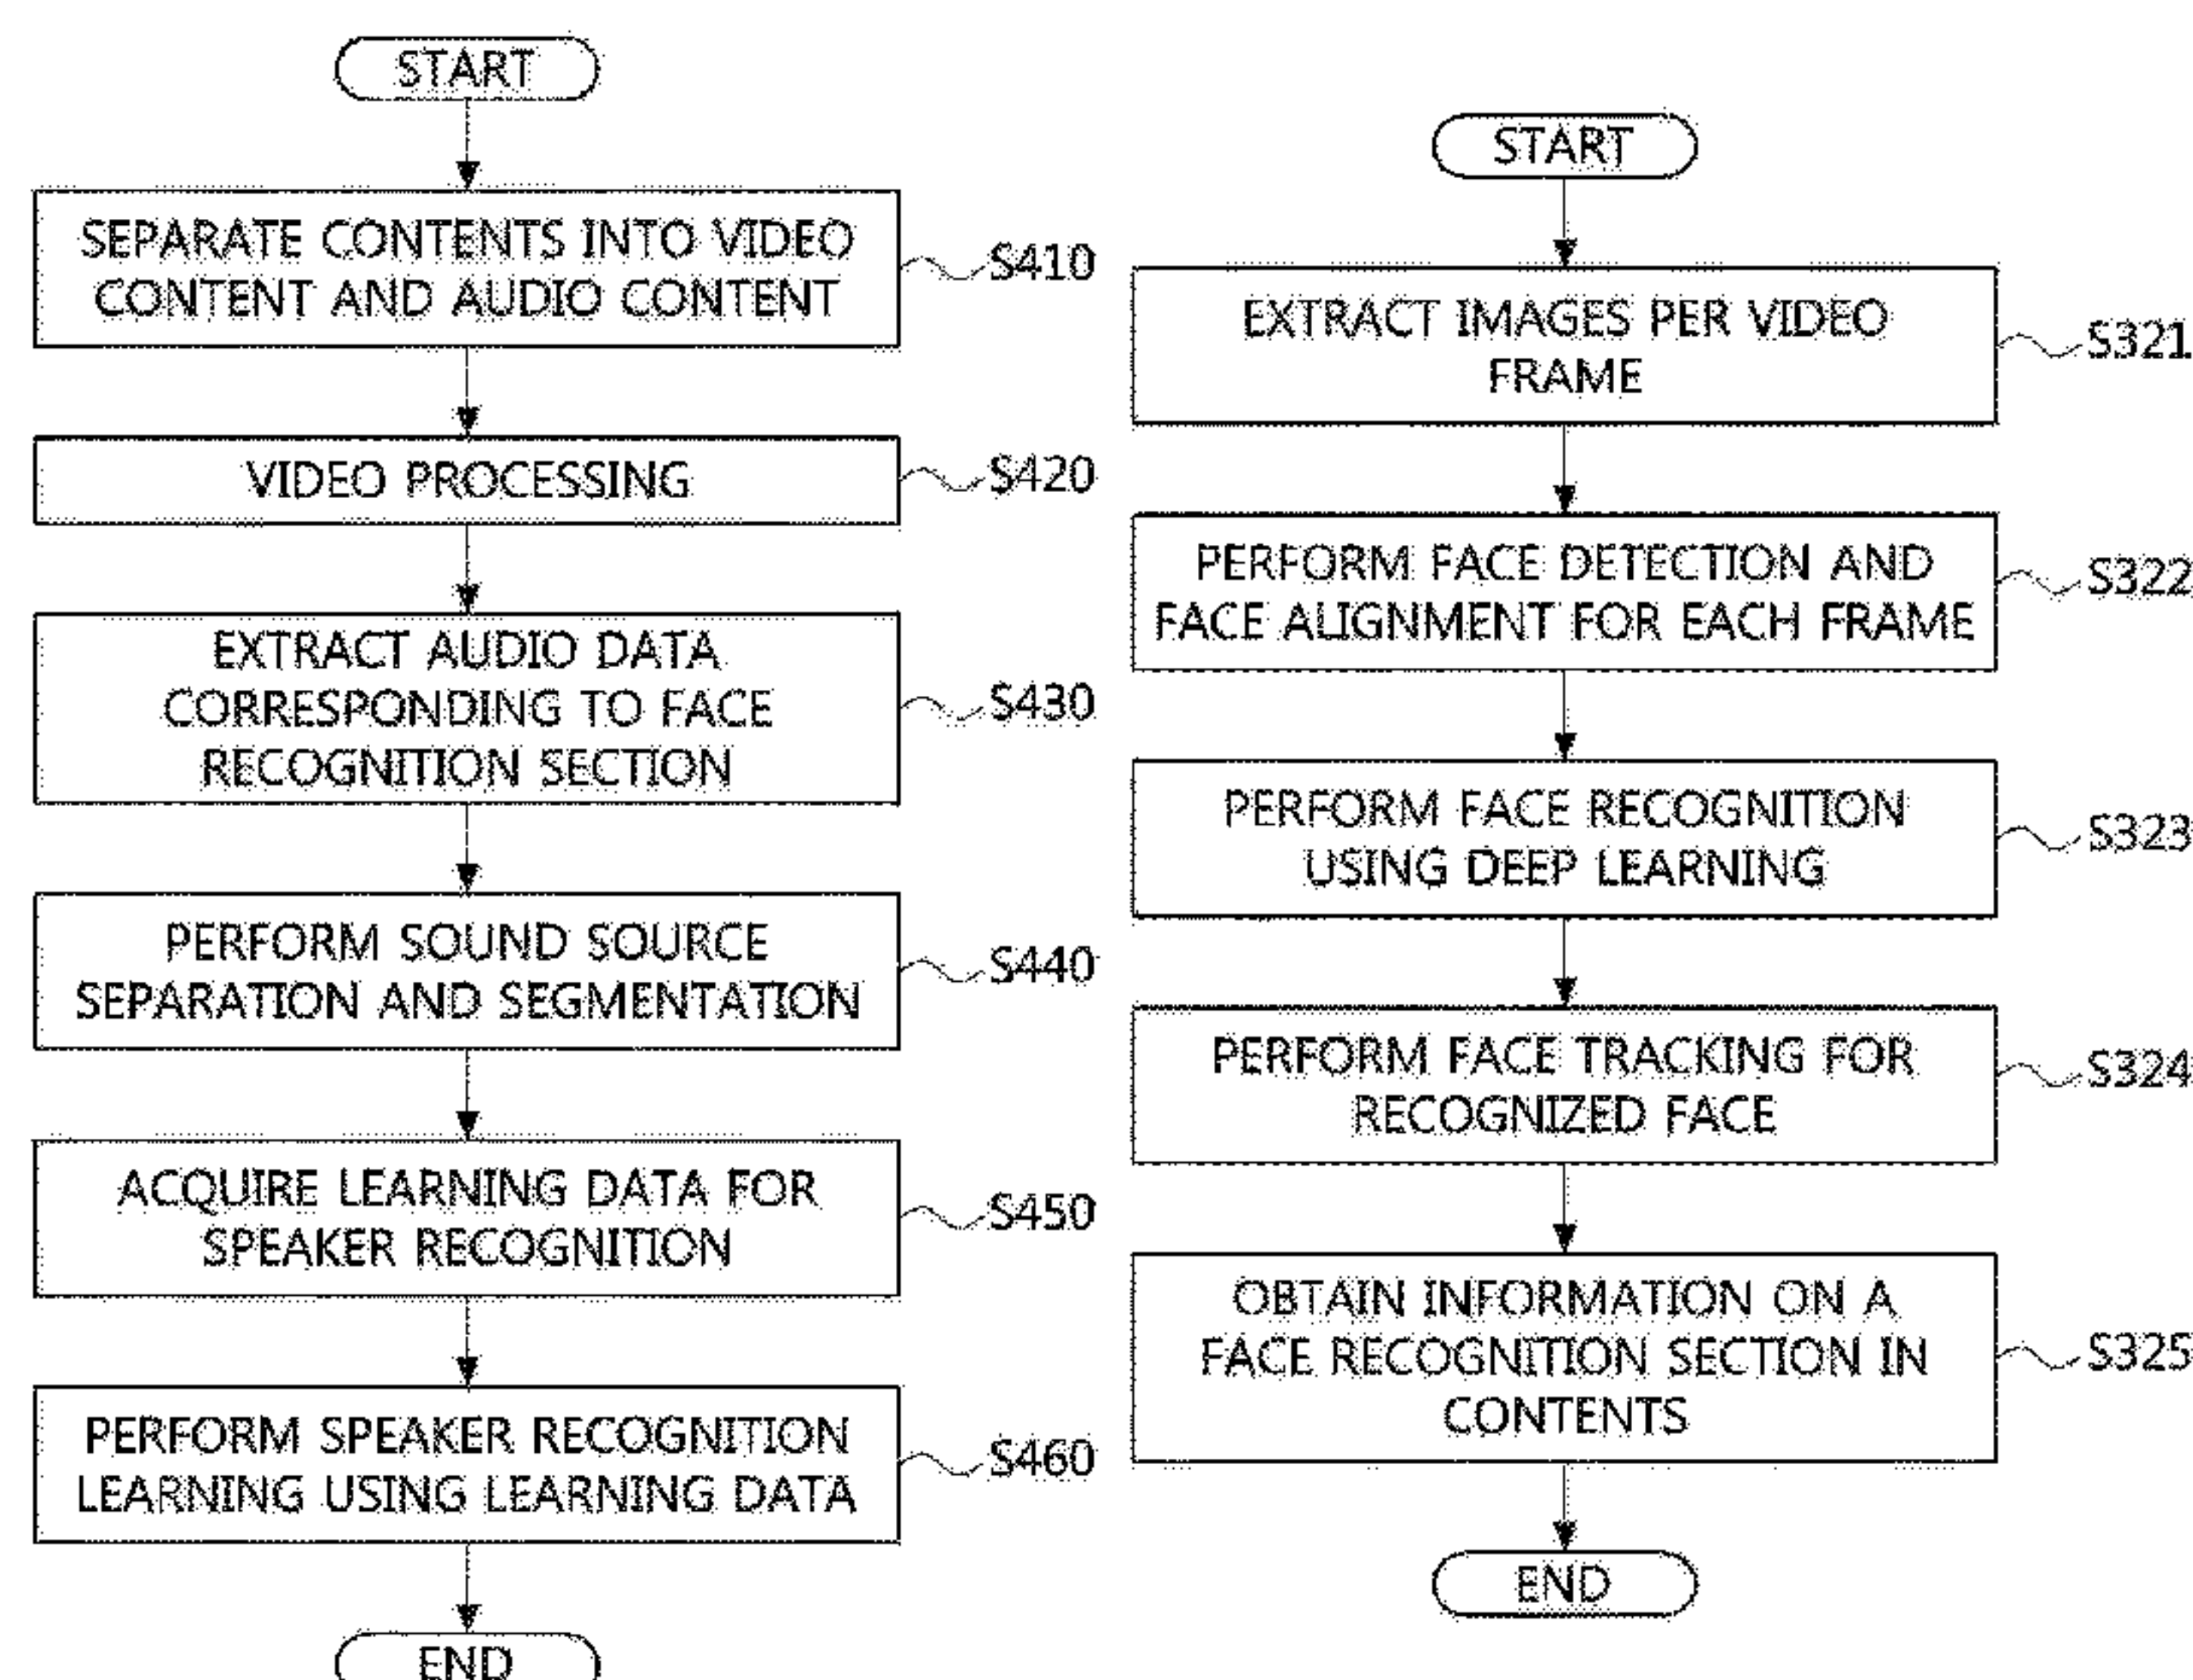 START
SEPARATE CONTENTS INTO VIDEO
CONTENT AND AUDIO CONTENT
S410
VIDEO PROCESSING
S420
EXTRACT AUDIO DATA
CORRESPONDING TO FACE
RECOGNITION SECTION
S430
PERFORM SOUND SOURCE
SEPARATION AND SEGMENTATION
S440
ACQUIRE LEARNING DATA FOR
SPEAKER RECOGNITION
S450
PERFORM SPEAKER RECOGNITION
LEARNING USING LEARNING DATA
S460
END
START
EXTRACT IMAGES PER VIDEO
FRAME
S321
PERFORM FACE DETECTION AND
FACE ALIGNMENT FOR EACH FRAME
S322
PERFORM FACE RECOGNITION
USING DEEP LEARNING
S323
PERFORM FACE TRACKING FOR
RECOGNIZED FACE
S324
OBTAIN INFORMATION ON A
FACE RECOGNITION SECTION IN
CONTENTS
S325
END